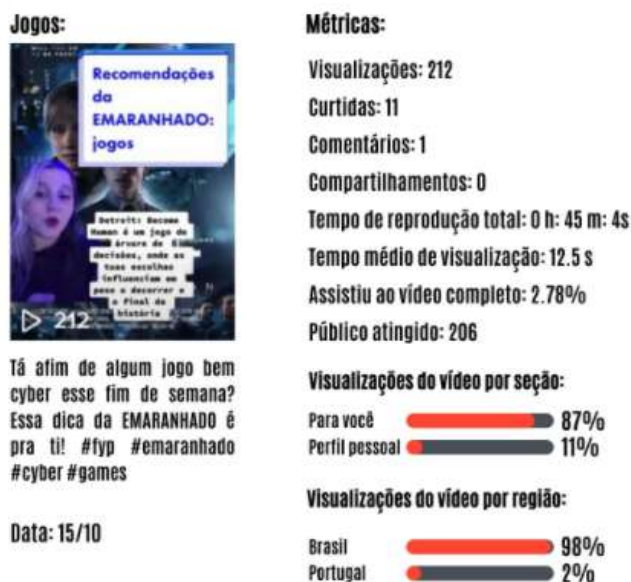 Jogos:
Recomendações
da
EMARANHADO:
jogos
Detroit: Become
Human é um jogo de
árvore de
decisões, onde as
tuas escolhas
influenciam em
peso o decorrer e
o final da
história
212
Tá afim de algum jogo bem
cyber esse fim de semana?
Essa dica da EMARANHADO é
pra ti! #fyp #emaranhado
#cyber #games
Data: 15/10
Métricas:
Visualizações: 212
Curtidas: 11
Comentários: 1
Compartilhamentos: 0
Tempo de reprodução total: 0 h: 45 m: 4s
Tempo médio de visualização: 12.5 s
Assistiu ao vídeo completo: 2.78%
Público atingido: 206
Visualizações do vídeo por seção:
Para você 87%
Perfil pessoal 11%
Visualizações do vídeo por região:
Brasil 98%
Portugal 2%